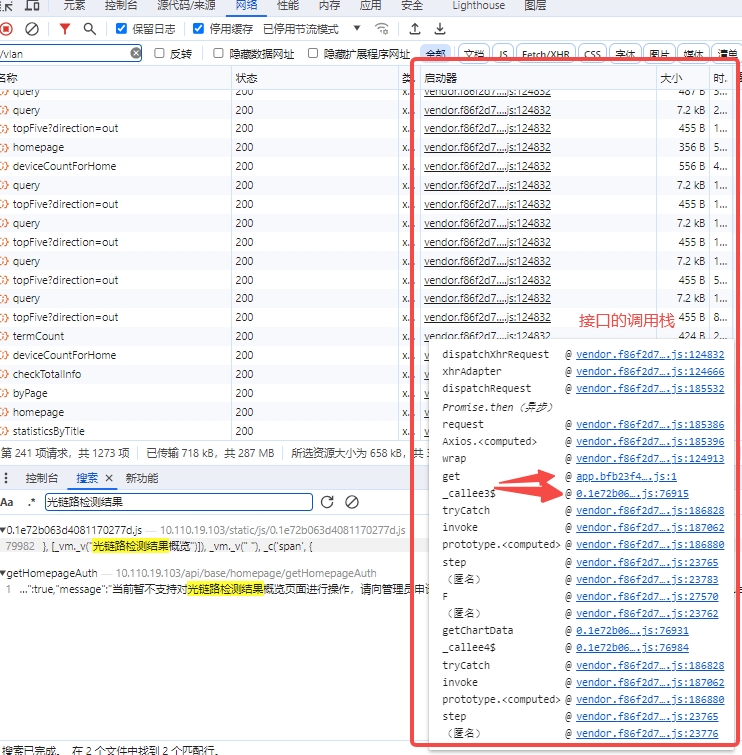 元素 控制台 源代码/来源 网络 性能 内存 应用 安全 Lighthouse 图层
保留日志 停用缓存 已停用节流模式
/vlan 反转 隐藏数据网址 隐藏扩展程序网址 全部 文档 JS Fetch/XHR CSS 字体 图片 媒体 清单
名称 状态 类. 启动器 大小 时.
query 200 x... vendor.f86f2d7....js:124832 487 B 3...
query 200 x... vendor.f86f2d7....js:124832 7.2 kB 2...
topFive?direction=out 200 x... vendor.f86f2d7....js:124832 455 B 1...
homepage 200 x... vendor.f86f2d7....js:124832 356 B 5...
deviceCountForHome 200 x... vendor.f86f2d7....js:124832 556 B 4...
query 200 x... vendor.f86f2d7....js:124832 7.2 kB 1...
topFive?direction=out 200 x... vendor.f86f2d7....js:124832 455 B 1...
query 200 x... vendor.f86f2d7....js:124832 7.2 kB 1...
topFive?direction=out 200 x... vendor.f86f2d7....js:124832 455 B 1...
query 200 x... vendor.f86f2d7....js:124832 7.2 kB 1...
topFive?direction=out 200 x... vendor.f86f2d7....js:124832 455 B 5...
query 200 x... vendor.f86f2d7....js:124832 7.2 kB 1...
topFive?direction=out 200 x... vendor.f86f2d7....js:124832 455 B 8...
接口的调用栈
termCount 200 x... vendor.f86f2d7....js:124832 424 B 2...
deviceCountForHome 200 x...
checkTotalInfo 200 x...
byPage 200 x...
homepage 200 x...
statisticsByTitle 200 x...
第 241 项请求，共 1273 项 已传输 718 kB，共 287 MB 所选资源大小为 658 kB，共 3
控制台 搜索 × 新功能
Aa .* 光链路检测结果
▼0.1e72b063d4081170277d.js — 10.110.19.103/static/js/0.1e72b063d4081170277d.js
79982 }, [_vm._v("光链路检测结果概览")]), _vm._v(" "), _c('span', {
▼getHomepageAuth — 10.110.19.103/api/base/homepage/getHomepageAuth
1 ...":true,"message":"当前暂不支持对光链路检测结果概览页面进行操作，请向管理员申请
搜索已完成。 在 2 个文件中找到 2 个匹配行。
dispatchXhrRequest @ vendor.f86f2d7....js:124832
xhrAdapter @ vendor.f86f2d7....js:124666
dispatchRequest @ vendor.f86f2d7....js:185532
Promise.then（异步）
request @ vendor.f86f2d7....js:185386
Axios.<computed> @ vendor.f86f2d7....js:185396
wrap @ vendor.f86f2d7....js:124913
get @ app.bfb23f4....js:1
_callee3$ @ 0.1e72b06....js:76915
tryCatch @ vendor.f86f2d7....js:186828
invoke @ vendor.f86f2d7....js:187062
prototype.<computed> @ vendor.f86f2d7....js:186880
step @ vendor.f86f2d7....js:23765
（匿名） @ vendor.f86f2d7....js:23783
F @ vendor.f86f2d7....js:27570
（匿名） @ vendor.f86f2d7....js:23762
getChartData @ 0.1e72b06....js:76931
_callee4$ @ 0.1e72b06....js:76984
tryCatch @ vendor.f86f2d7....js:186828
invoke @ vendor.f86f2d7....js:187062
prototype.<computed> @ vendor.f86f2d7....js:186880
step @ vendor.f86f2d7....js:23765
（匿名） @ vendor.f86f2d7....js:23776